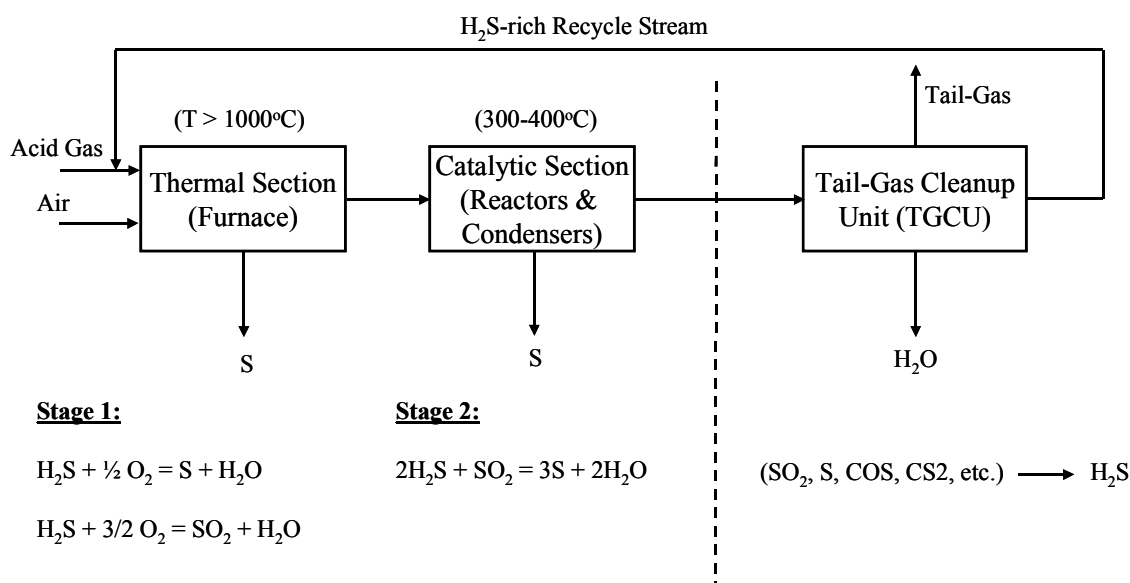 H₂S-rich Recycle Stream
Tail-Gas
(T > 1000ºC)
(300-400ºC)
Acid Gas
Air
Thermal Section
(Furnace)
Catalytic Section
(Reactors &
Condensers)
Tail-Gas Cleanup
Unit (TGCU)
S
S
H₂O
Stage 1:
Stage 2:
H₂S + ½ O₂ = S + H₂O
2H₂S + SO₂ = 3S + 2H₂O
(SO₂, S, COS, CS2, etc.)
H₂S
H₂S + 3/2 O₂ = SO₂ + H₂O